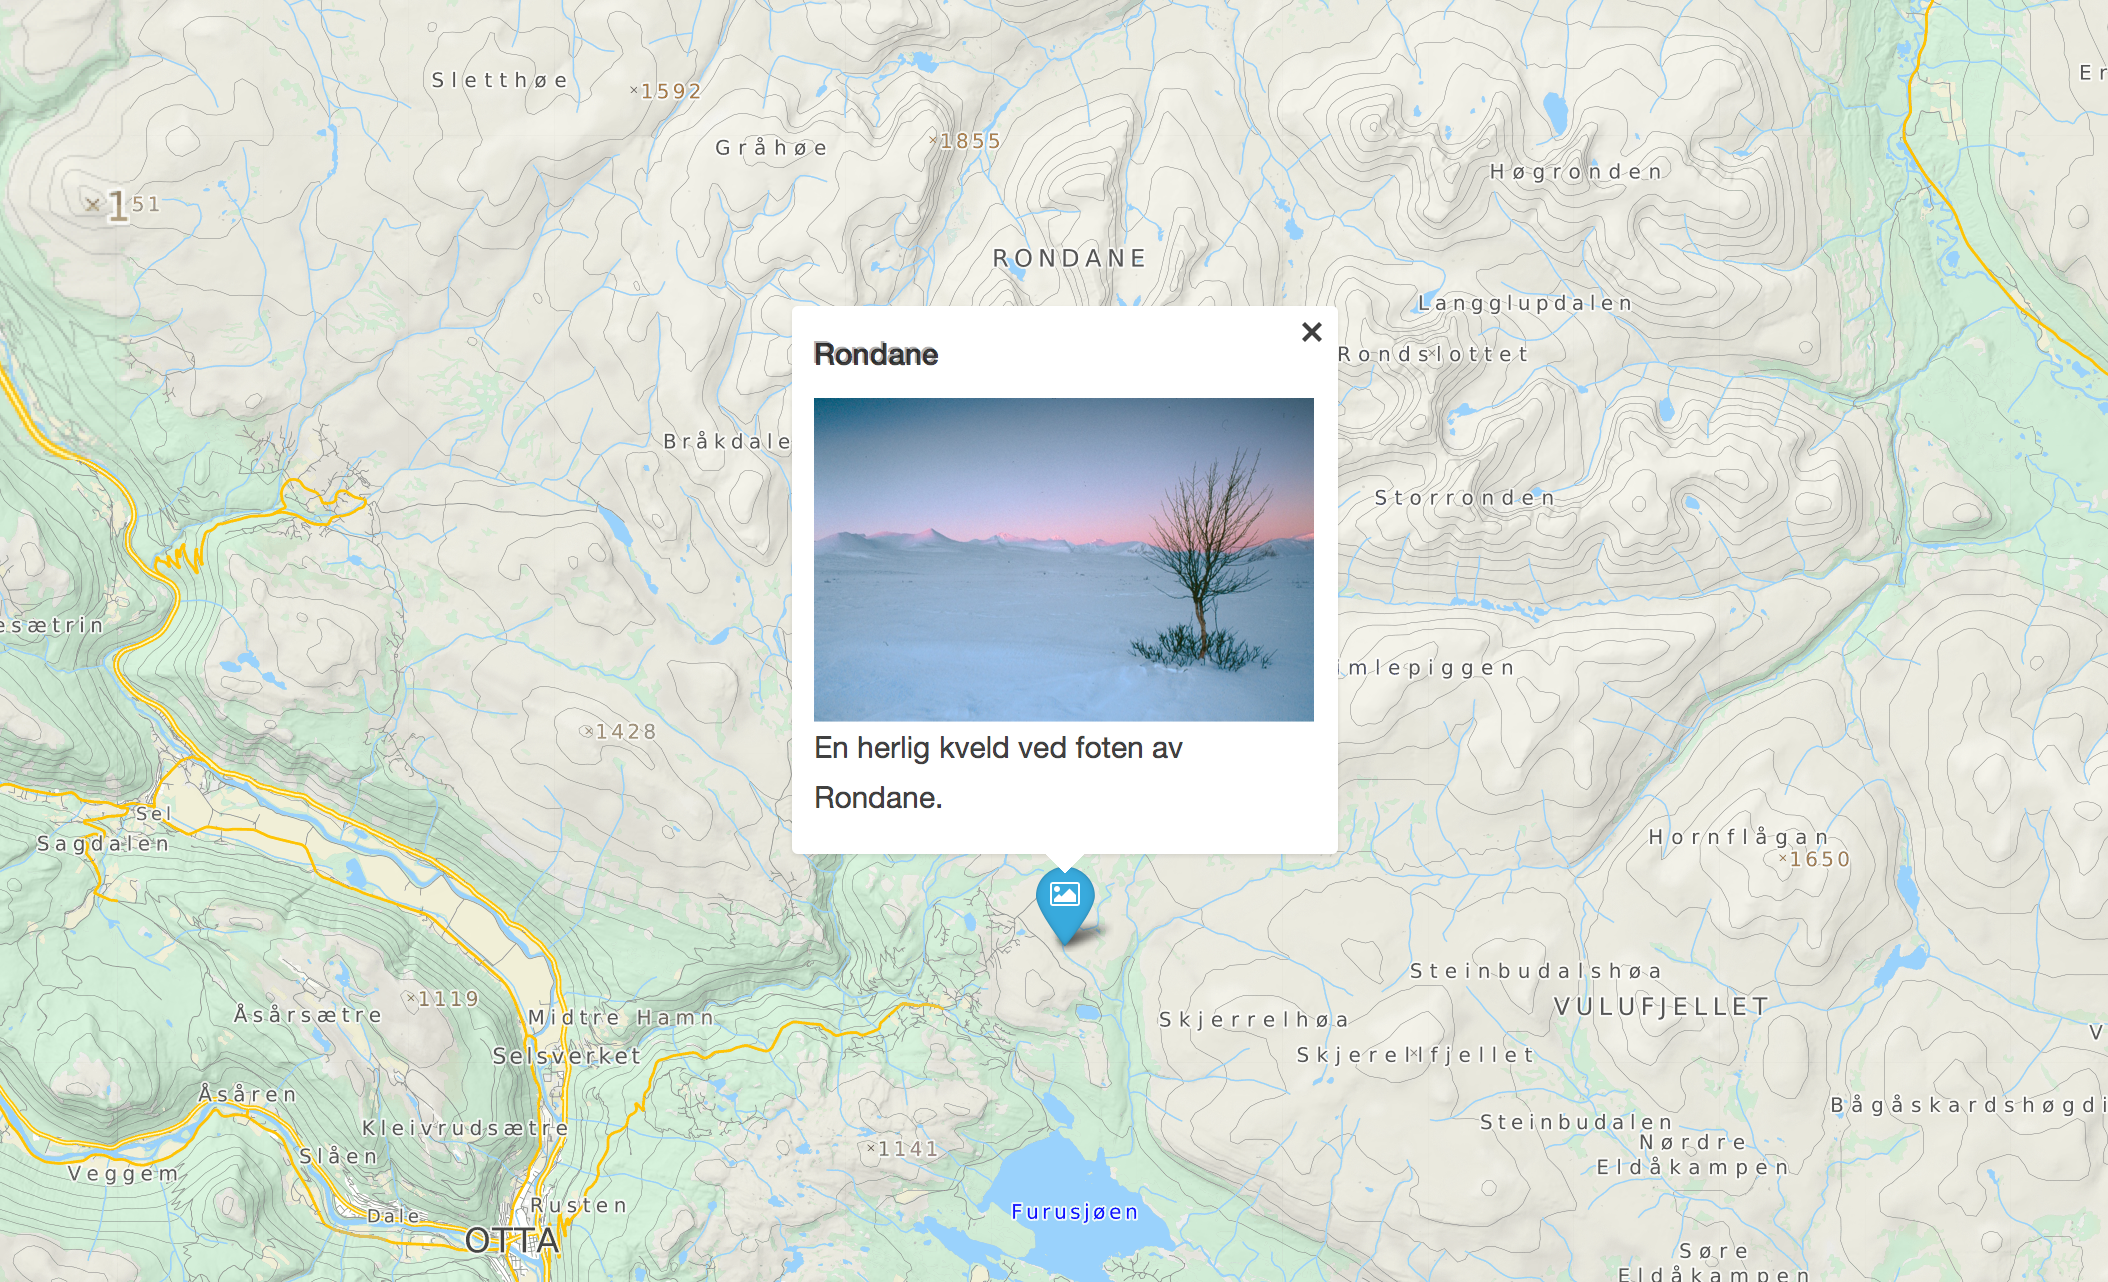 Sletthøe
1592
Er
Gråhøe
1855
Høgronden
151
RONDANE
Langglupdalen
Rondane
Rondslottet
Bråkdale
Storronden
esætrin
imlepiggen
1428
En herlig kveld ved foten av
Rondane.
Sel
Sagdalen
Hornflågan
1650
Steinbudalshøa
1119
Åsårsætre
Midtre Hamn
VULUFJELLET
Skjerrelhøa
V
Selsverket
Skjerellfjellet
Åsåren
Bågåskardshøgdi
Kleivrudsætre
Steinbudalen
Nørdre
Eldåkampen
1141
Slåen
Veggem
Rusten
Dale
Furusjøen
OTTA
Søre
Eldåkampen